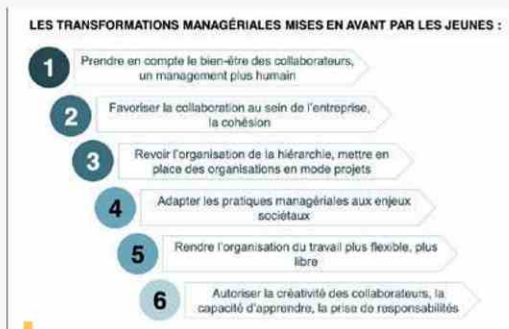 LES TRANSFORMATIONS MANAGÉRIALES MISES EN AVANT PAR LES JEUNES :
1
Prendre en compte le bien-être des collaborateurs,
un management plus humain
2
Favoriser la collaboration au sein de l'entreprise,
la cohésion
3
Revoir l'organisation de la hiérarchie, mettre en
place des organisations en mode projets
4
Adapter les pratiques managériales aux enjeux
sociétaux
5
Rendre l'organisation du travail plus flexible, plus
libre
6
Autoriser la créativité des collaborateurs, la
capacité d'apprendre, la prise de responsabilités